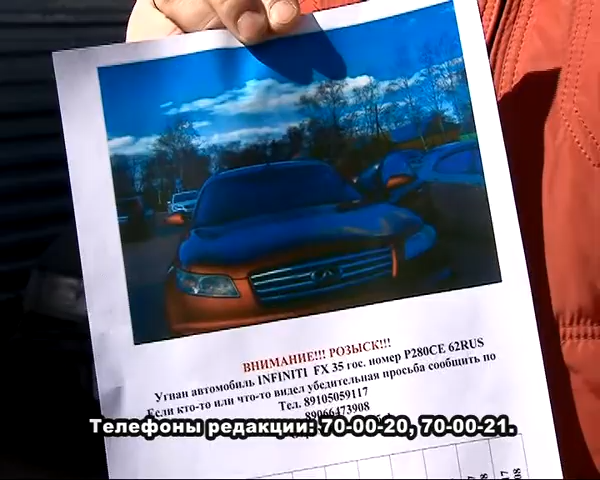 ВНИМАНИЕ!!! РОЗЫСК!!!
Угнан автомобиль INFINITI FX 35 гос. номер Р280СЕ 62RUS
Если кто-то или что-то видел убедительная просьба сообщить по
Тел. 89105059117
89066473908
Телефоны редакции: 70-00-20, 70-00-21.